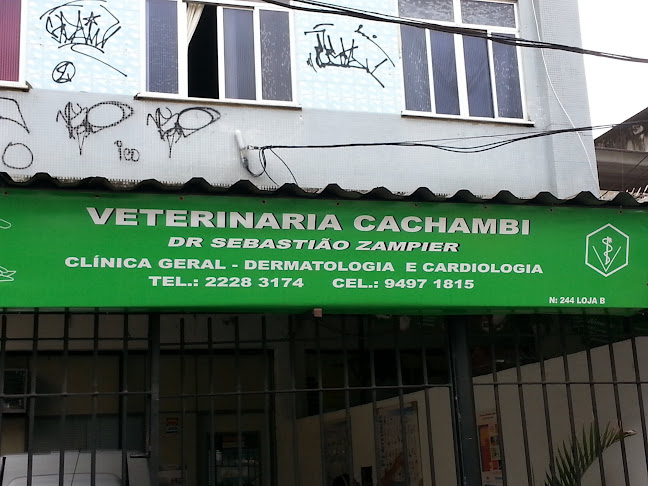 VETERINARIA CACHAMBI
DR SEBASTIÃO ZAMPIER
CLÍNICA GERAL - DERMATOLOGIA E CARDIOLOGIA
TEL.: 2228 3174 CEL.: 9497 1815
N: 244 LOJA B